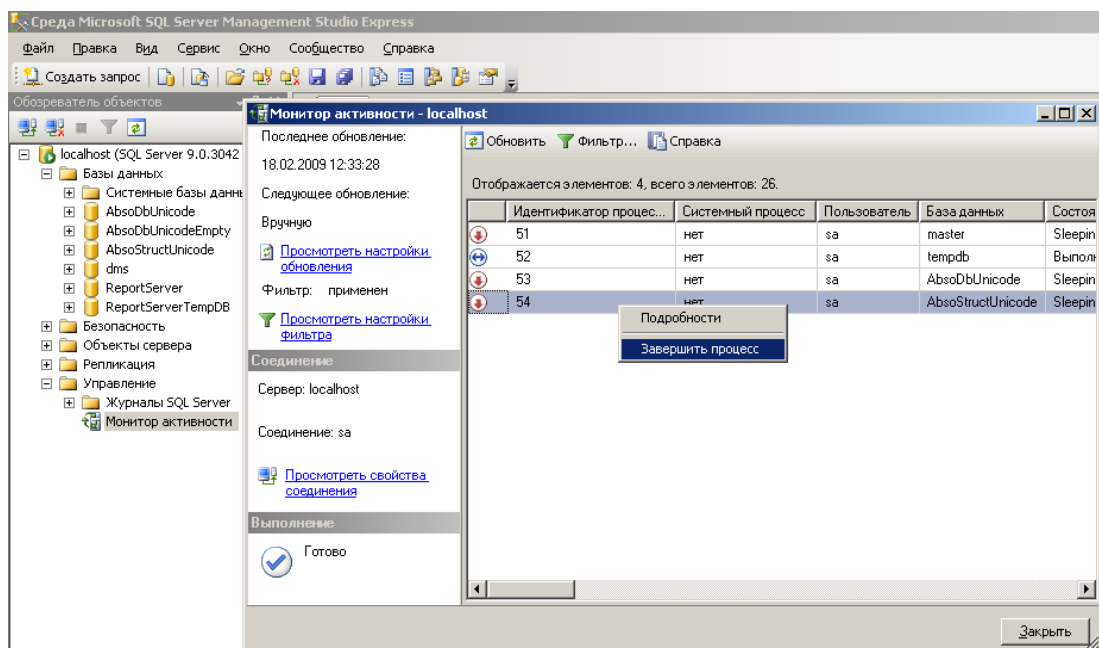 Среда Microsoft SQL Server Management Studio Express
Файл Правка Вид Сервис Окно Сообщество Справка
Создать запрос
Обозреватель объектов
localhost (SQL Server 9.0.3042
Базы данных
Системные базы данн
AbsoDbUnicode
AbsoDbUnicodeEmpty
AbsoStructUnicode
dms
ReportServer
ReportServerTempDB
Безопасность
Объекты сервера
Репликация
Управление
Журналы SQL Server
Монитор активности
Монитор активности - localhost
Последнее обновление:
18.02.2009 12:33:28
Следующее обновление:
Вручную
Просмотреть настройки
обновления
Фильтр: применен
Просмотреть настройки
фильтра
Соединение
Сервер: localhost
Соединение: sa
Просмотреть свойства
соединения
Выполнение
Готово
Обновить Фильтр... Справка
Отображается элементов: 4, всего элементов: 26.
Идентификатор процес... Системный процесс Пользователь База данных Состоя
51 нет sa master Sleepin
52 нет sa tempdb Выполн
53 нет sa AbsoDbUnicode Sleepin
54 нет sa AbsoStructUnicode Sleepin
Подробности
Завершить процесс
Закрыть